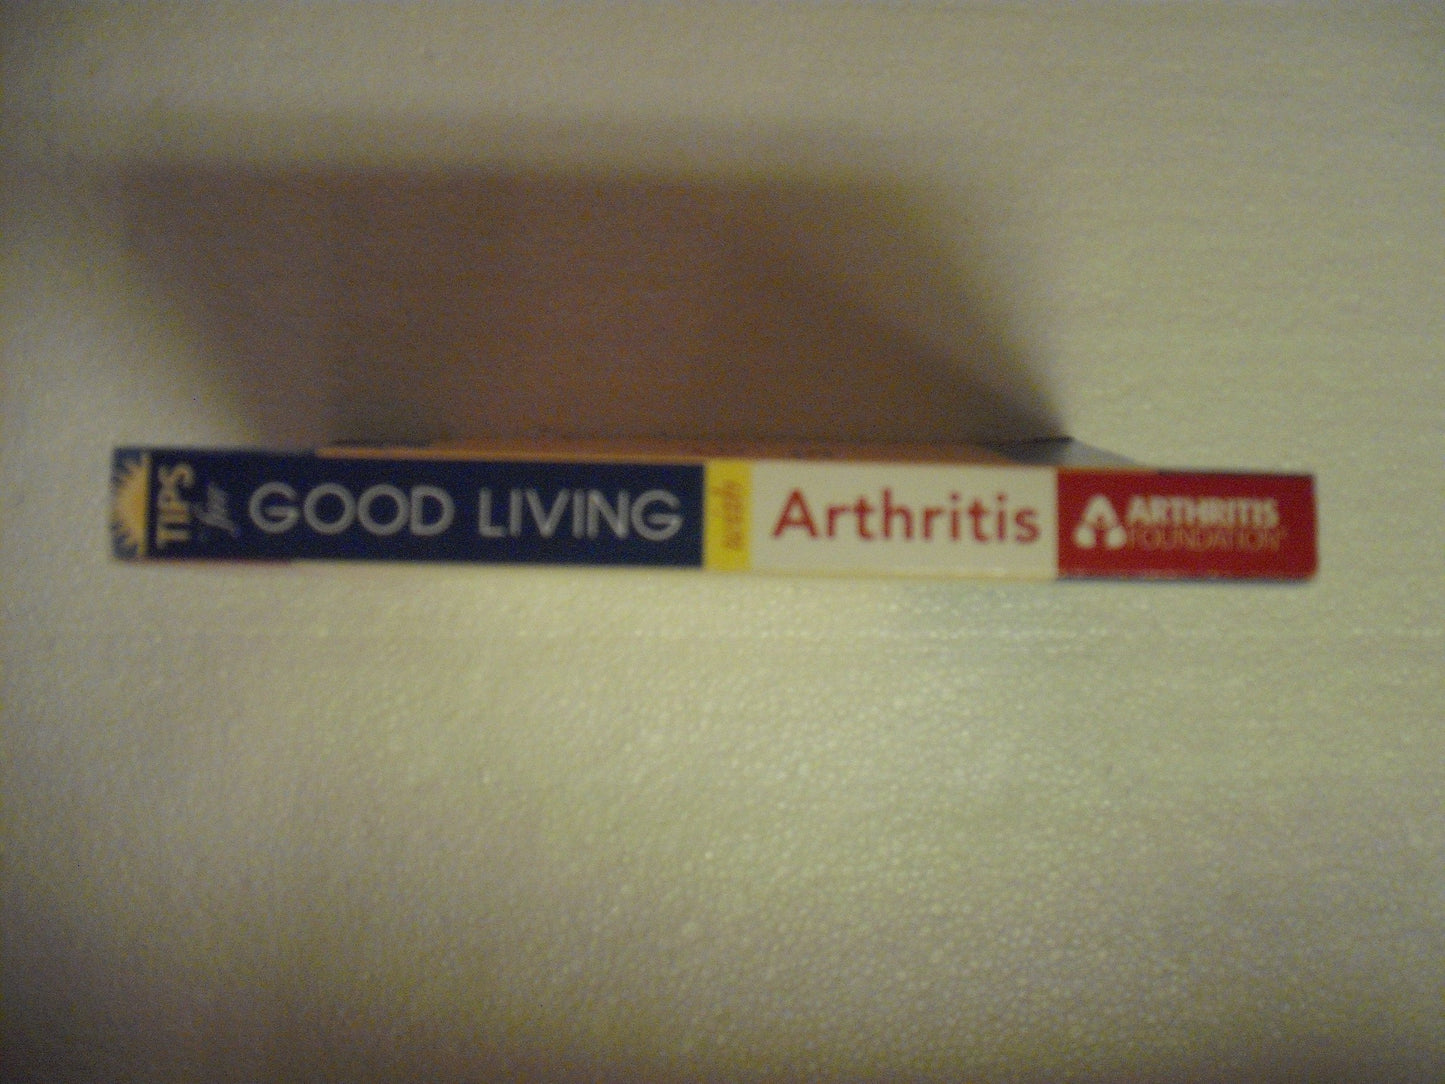 TIPS
for
GOOD LIVING
with
Arthritis
ARTHRITIS
FOUNDATION®